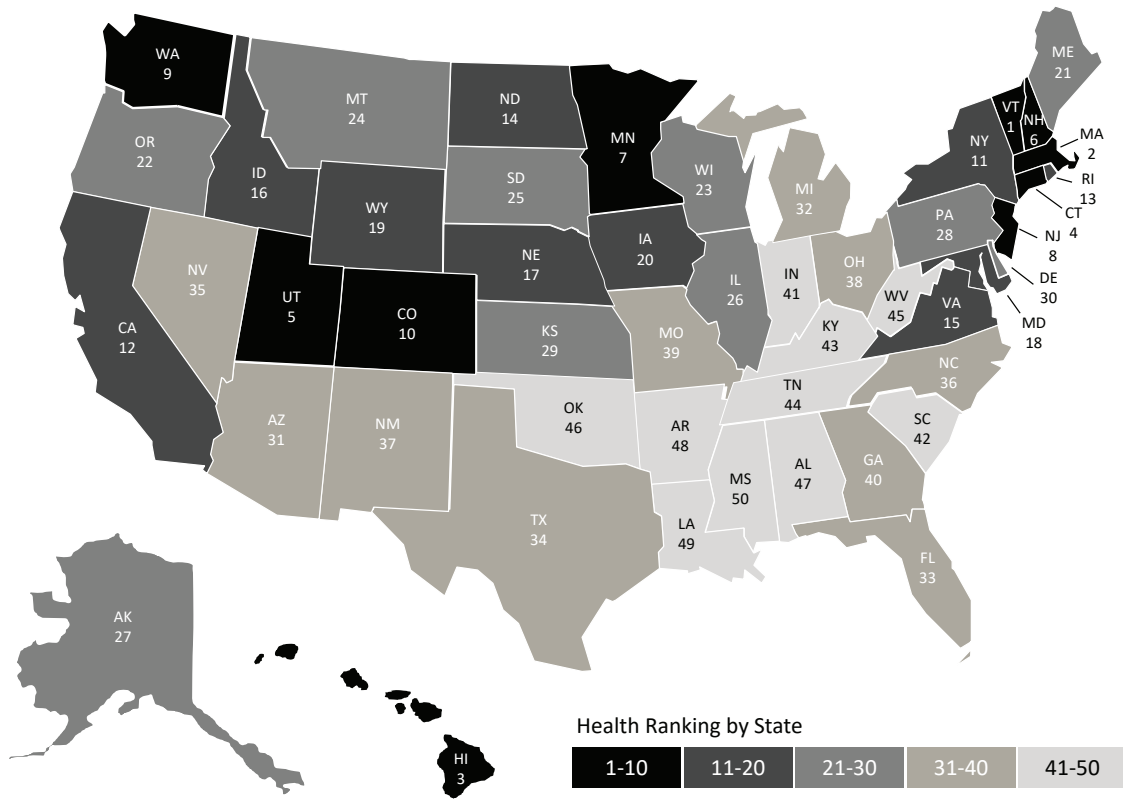 WA
9
MT
24
ND
14
MN
7
ME
21
VT
1
NH
6
MA
2
NY
11
RI
13
CT
4
OR
22
ID
16
WY
19
SD
25
WI
23
MI
32
PA
28
NJ
8
DE
30
MD
18
NE
17
IA
20
NV
35
UT
5
CO
10
CA
12
IL
26
IN
41
OH
38
WV
45
VA
15
KS
29
MO
39
KY
43
NC
36
TN
44
AZ
31
NM
37
OK
46
AR
48
SC
42
MS
50
AL
47
GA
40
TX
34
LA
49
FL
33
AK
27
HI
3
Health Ranking by State
1-10 11-20 21-30 31-40 41-50